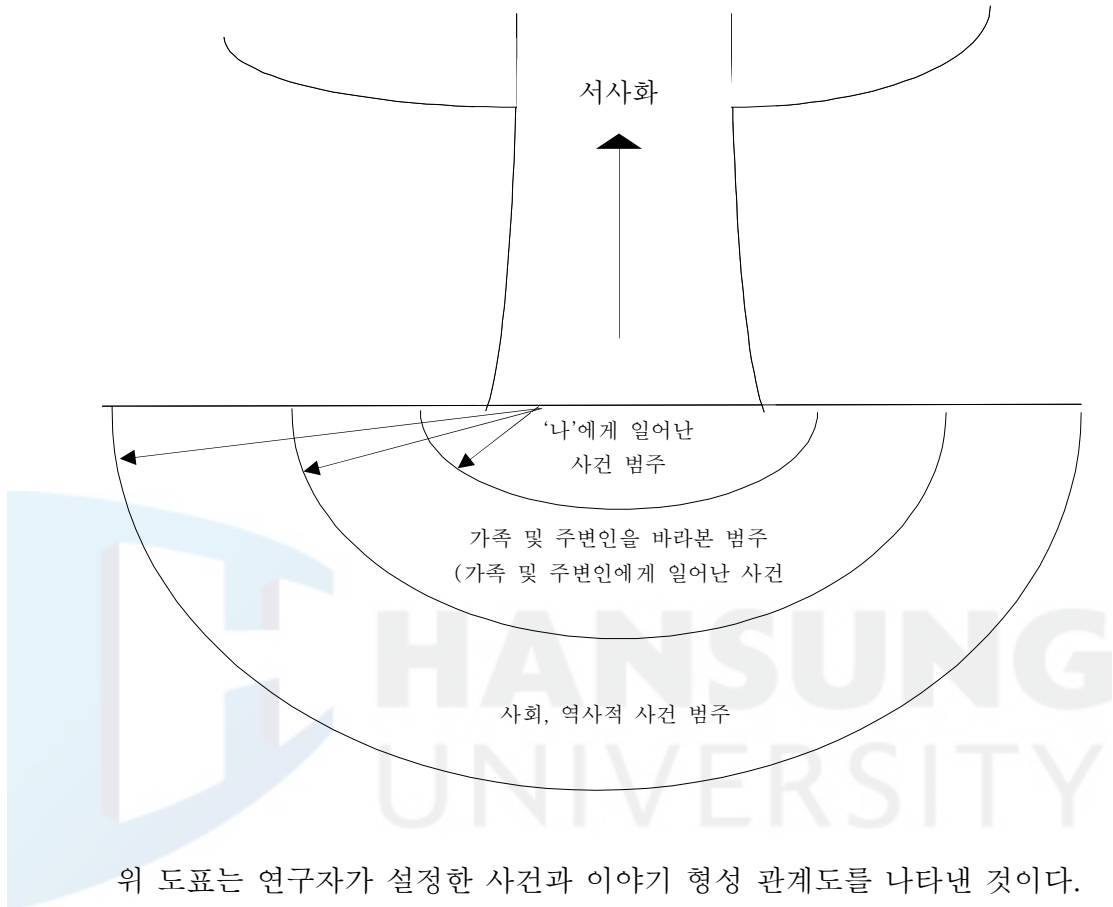 서사화
‘나’에게 일어난
사건 범주
가족 및 주변인을 바라본 범주
(가족 및 주변인에게 일어난 사건
사회, 역사적 사건 범주
HANSUNG
UNIVERSITY
위 도표는 연구자가 설정한 사건과 이야기 형성 관계도를 나타낸 것이다.